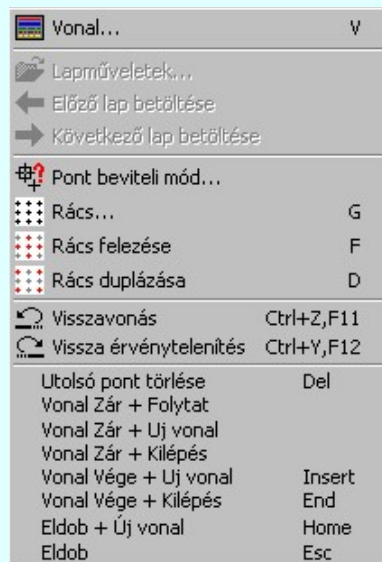 Vonal... V
Lapműveletek...
Előző lap betöltése
Következő lap betöltése
Pont beviteli mód...
Rács... G
Rács felezése F
Rács duplázása D
Visszavonás Ctrl+Z,F11
Vissza érvénytelenítés Ctrl+Y,F12
Utolsó pont törlése Del
Vonal Zár + Folytat
Vonal Zár + Uj vonal
Vonal Zár + Kilépés
Vonal Vége + Uj vonal Insert
Vonal Vége + Kilépés End
Eldob + Új vonal Home
Eldob Esc